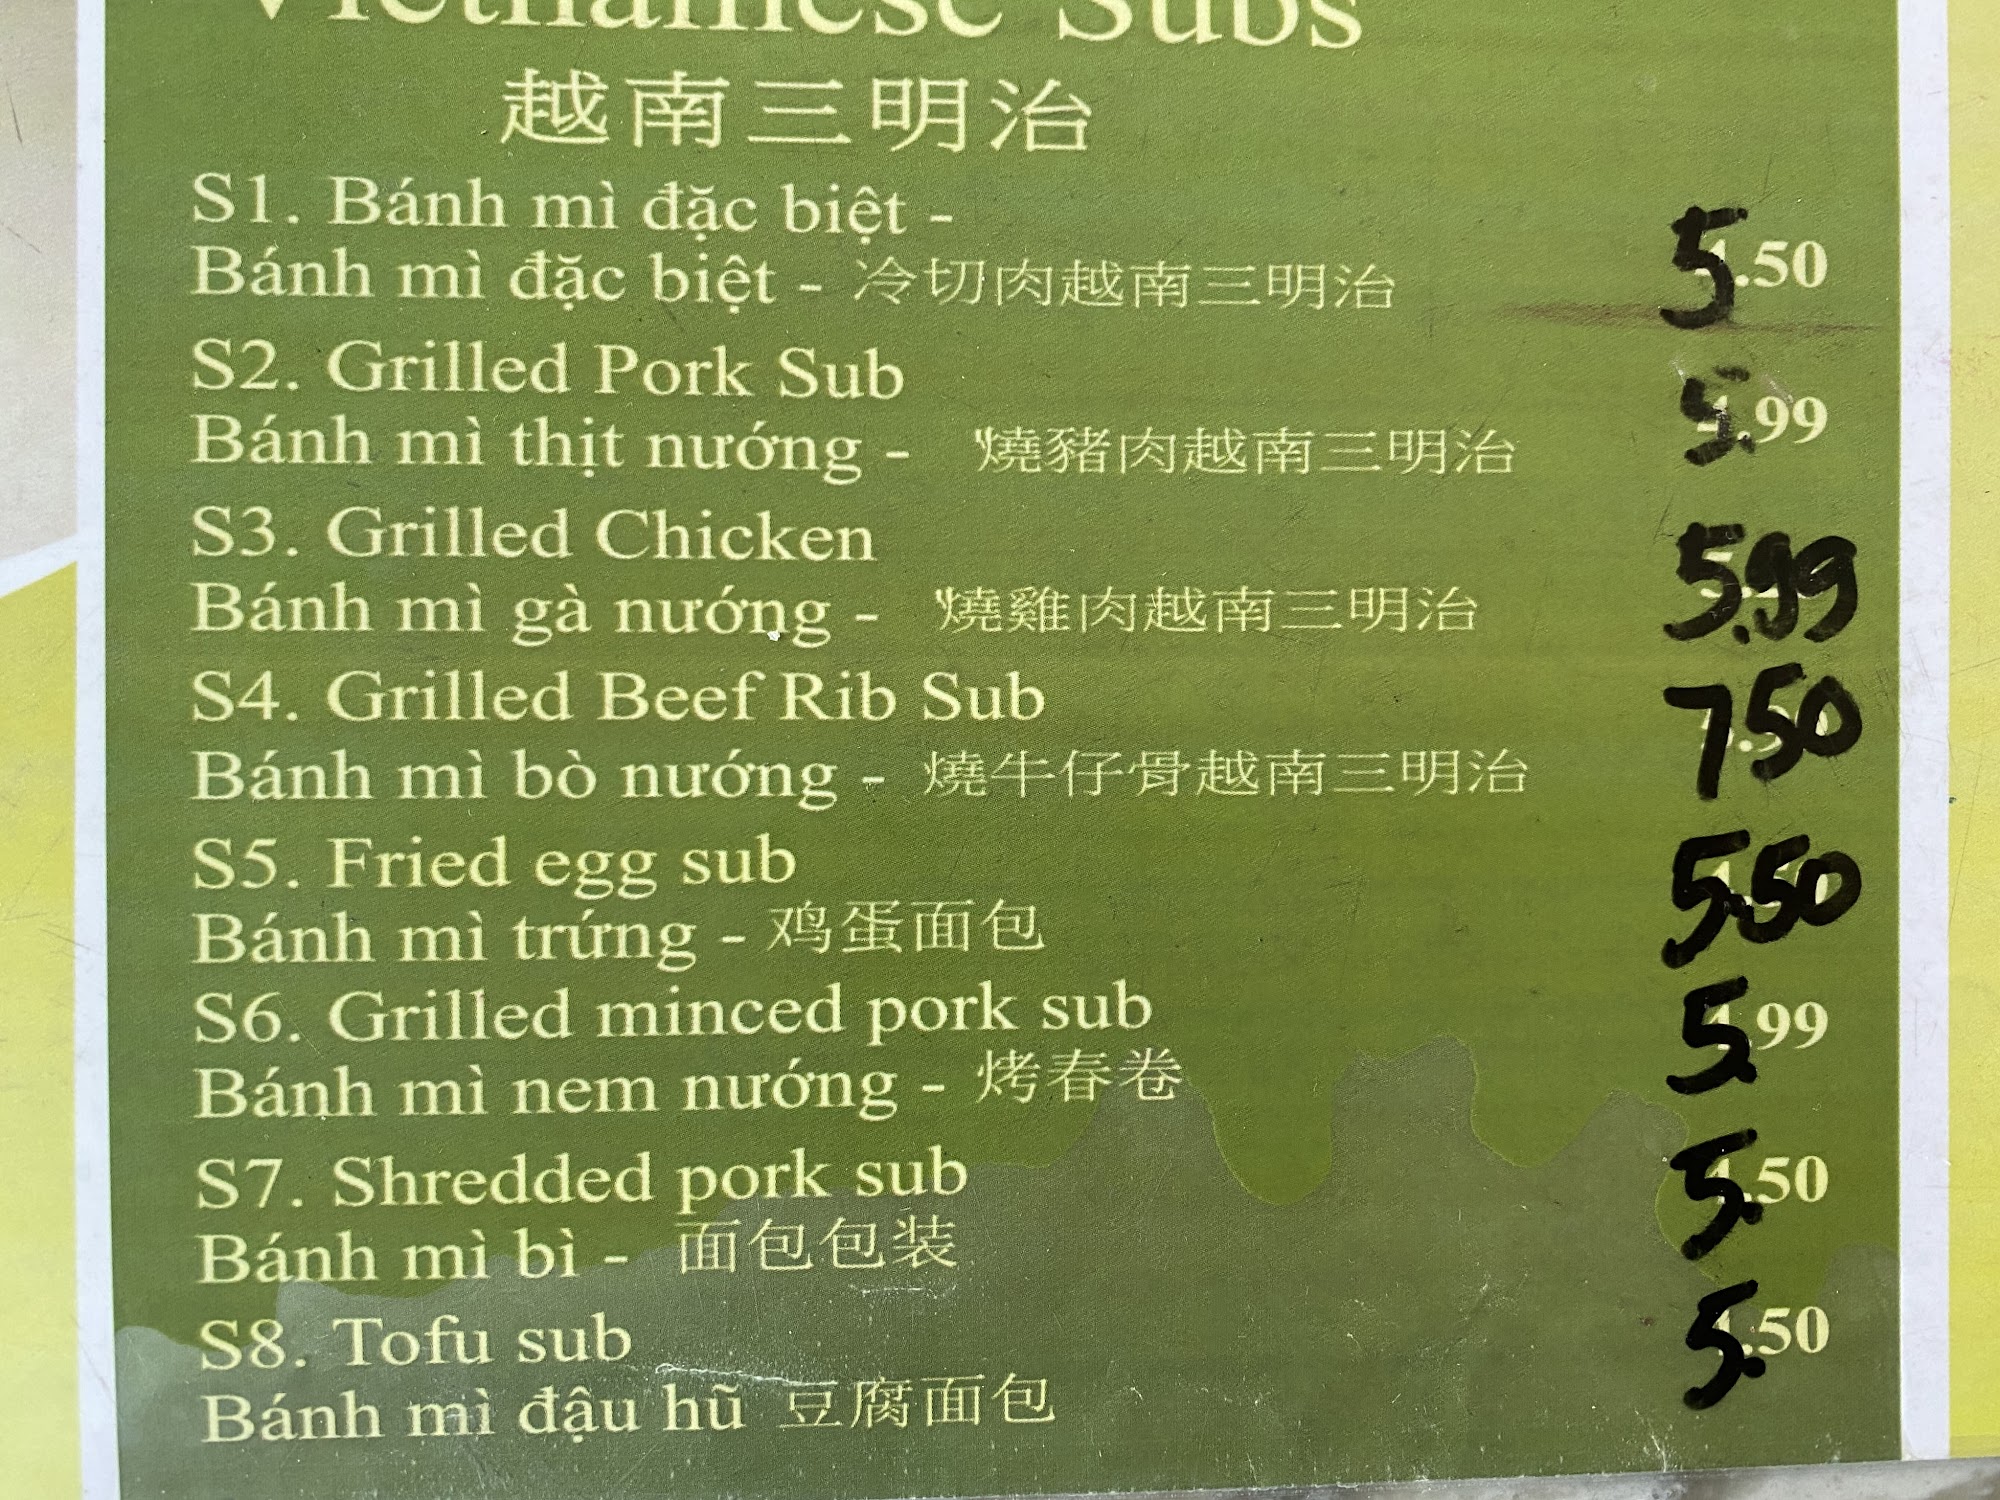 Vietnamese Subs
越南三明治
S1. Bánh mì đặc biệt -
Bánh mì đặc biệt - 冷切肉越南三明治 5.50
S2. Grilled Pork Sub
Bánh mì thịt nướng - 燒豬肉越南三明治 5.99
S3. Grilled Chicken
Bánh mì gà nướng - 燒雞肉越南三明治 5.99
S4. Grilled Beef Rib Sub
Bánh mì bò nướng - 燒牛仔骨越南三明治 750
S5. Fried egg sub
Bánh mì trứng - 鸡蛋面包 5.50
S6. Grilled minced pork sub
Bánh mì nem nướng - 烤春卷 5.99
S7. Shredded pork sub
Bánh mì bì - 面包包装 5.50
S8. Tofu sub
Bánh mì đậu hũ 豆腐面包 5.50